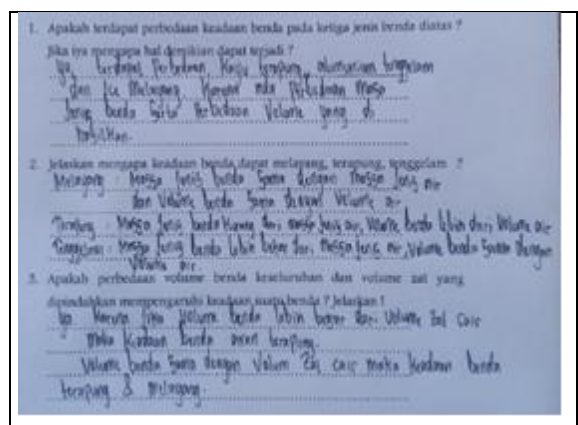 1. Apakah terdapat perbedaan keadaan benda pada ketiga jenis benda diatas ?
Jika iya mengapa hal demikian dapat terjadi ?
Iya, terdapat Perbedaan Kayu terapung, alumunium tenggelam
dan Lu Melayang. Karena ada Perbedaan Masa
Jenis benda Serta Perbedaan Volume yang di
hasilkan.
2. Jelaskan mengapa keadaan benda dapat melayang, terapung, tenggelam ?
Melayang : Massa Jenis benda Sama dengan Massa Jenis air
dan Volume benda Sama dengan Volume air
Terapung : Massa Jenis benda Kurang dari massa Jenis air, Volume benda lebih dari Volume air
Tenggelam : Massa Jenis benda lebih besar dari Massa Jenis air, Volume benda Sama dengan
Volume air
3. Apakah perbedaan volume benda keseluruhan dan volume zat yang
dipindahkan mempengaruhi keadaan suatu benda ? Jelaskan !
Iya Karena Jika Volume benda lebih besar dari Volume Zat Cair
Maka Keadaan benda akan terapung.
Volume benda Sama dengan Volum Zat cair maka keadaan benda
terapung & Melayang.